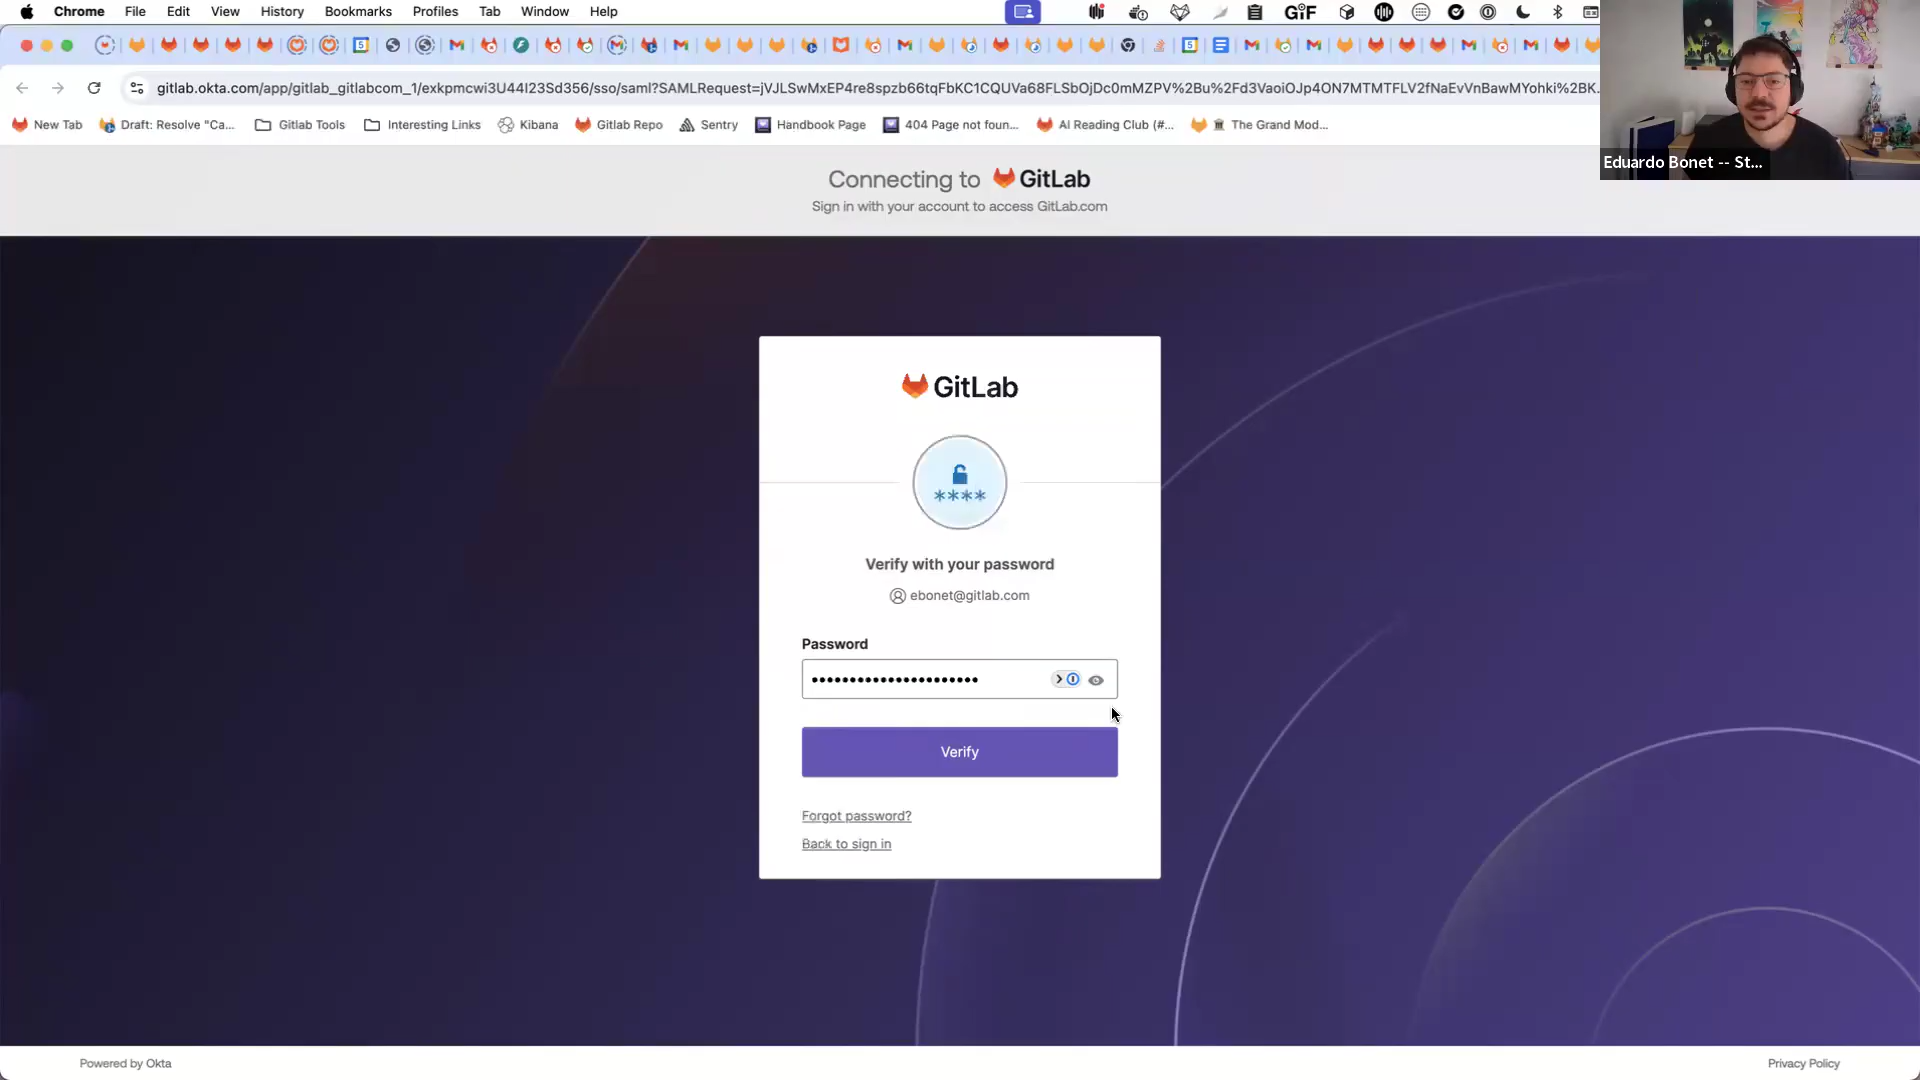 Chrome File Edit View History Bookmarks Profiles Tab Window Help GIF
gitlab.okta.com/app/gitlab_gitlabcom_1/exkpmcwi3U44I23Sd356/sso/saml?SAMLRequest=jVJLSwMxEP4re8spzb66tqFbKC1CQUVa68FLSbOjDc0mMZPV%2Bu%2Fd3VaoiOJp4ON7MTMTFLV2fNaEvVnBawMYohki%2BK.
New Tab Draft: Resolve "Ca... Gitlab Tools Interesting Links Kibana Gitlab Repo Sentry Handbook Page 404 Page not foun... AI Reading Club (#... The Grand Mod...
Eduardo Bonet -- St...
Connecting to GitLab
Sign in with your account to access GitLab.com
GitLab
****
Verify with your password
ebonet@gitlab.com
Password
••••••••••••••••••••••
Verify
Forgot password?
Back to sign in
Powered by Okta
Privacy Policy